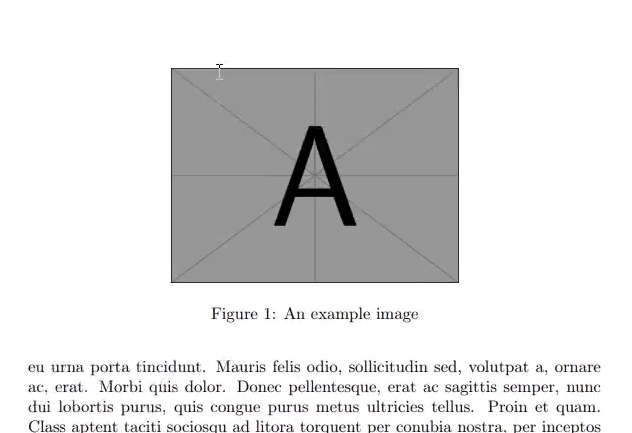 A
Figure 1: An example image
eu urna porta tincidunt. Mauris felis odio, sollicitudin sed, volutpat a, ornare
ac, erat. Morbi quis dolor. Donec pellentesque, erat ac sagittis semper, nunc
dui lobortis purus, quis congue purus metus ultricies tellus. Proin et quam.
Class aptent taciti sociosqu ad litora torquent per conubia nostra, per inceptos